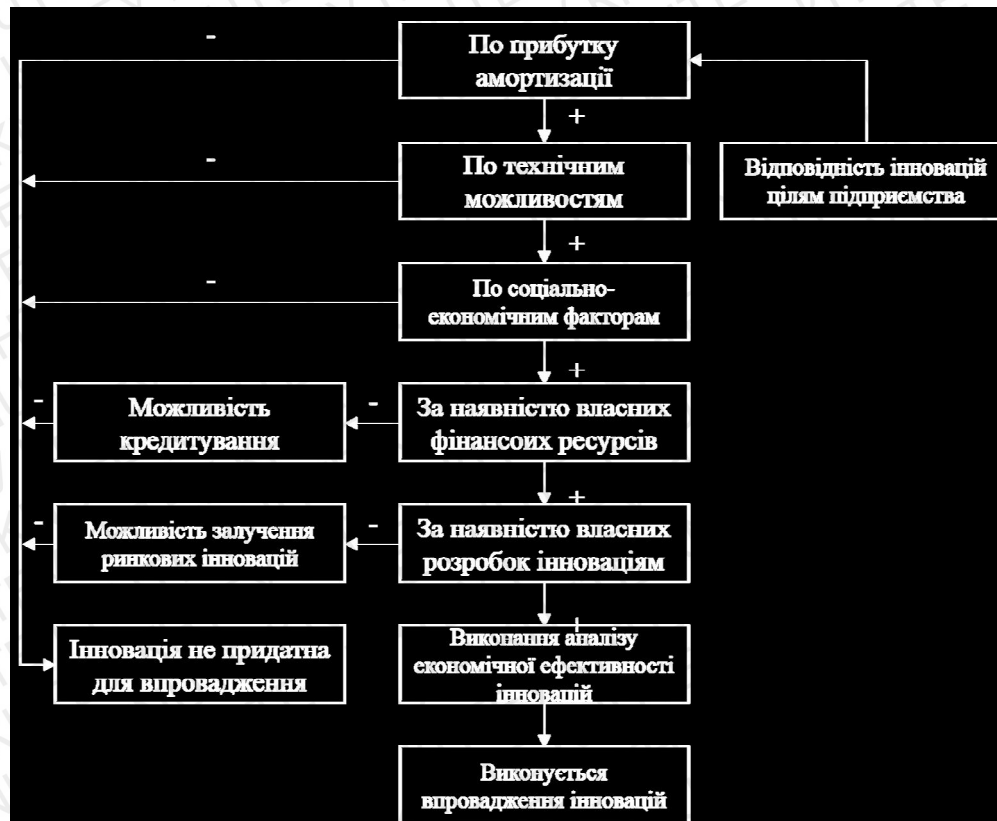 -
По прибутку
амортизації
+
-
По технічним
можливостям
Відповідність інновацій
цілям підприємства
+
-
По соціально-
економічним факторам
+
-
Можливість
кредитування
-
За наявністю власних
фінансоих ресурсів
+
-
Можливість залучення
ринкових інновацій
-
За наявністю власних
розробок інноваціям
+
Інновація не придатна
для впровадження
Виконання аналізу
економічної ефективності
інновацій
Виконується
впровадження інновацій